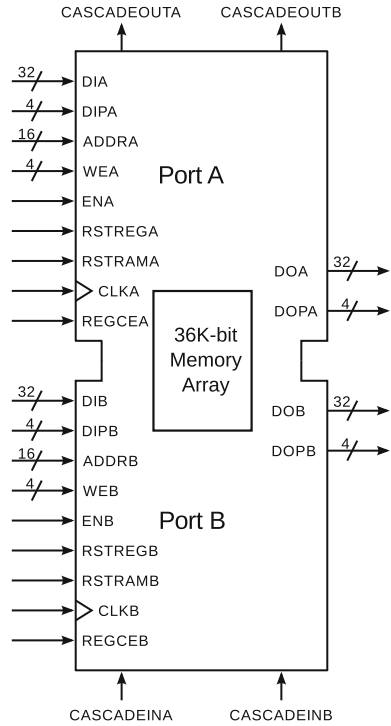 CASCADEOUTA CASCADEOUTB
32 DIA
4 DIPA
16 ADDRA
4 WEA
Port A
ENA
RSTREGA
RSTRAMA
CLKA
REGCEA
DOA 32
DOPA 4
36K-bit
Memory
Array
32 DIB
4 DIPB
16 ADDRB
4 WEB
DOB 32
DOPB 4
ENB
Port B
RSTREGB
RSTRAMB
CLKB
REGCEB
CASCADEINA CASCADEINB